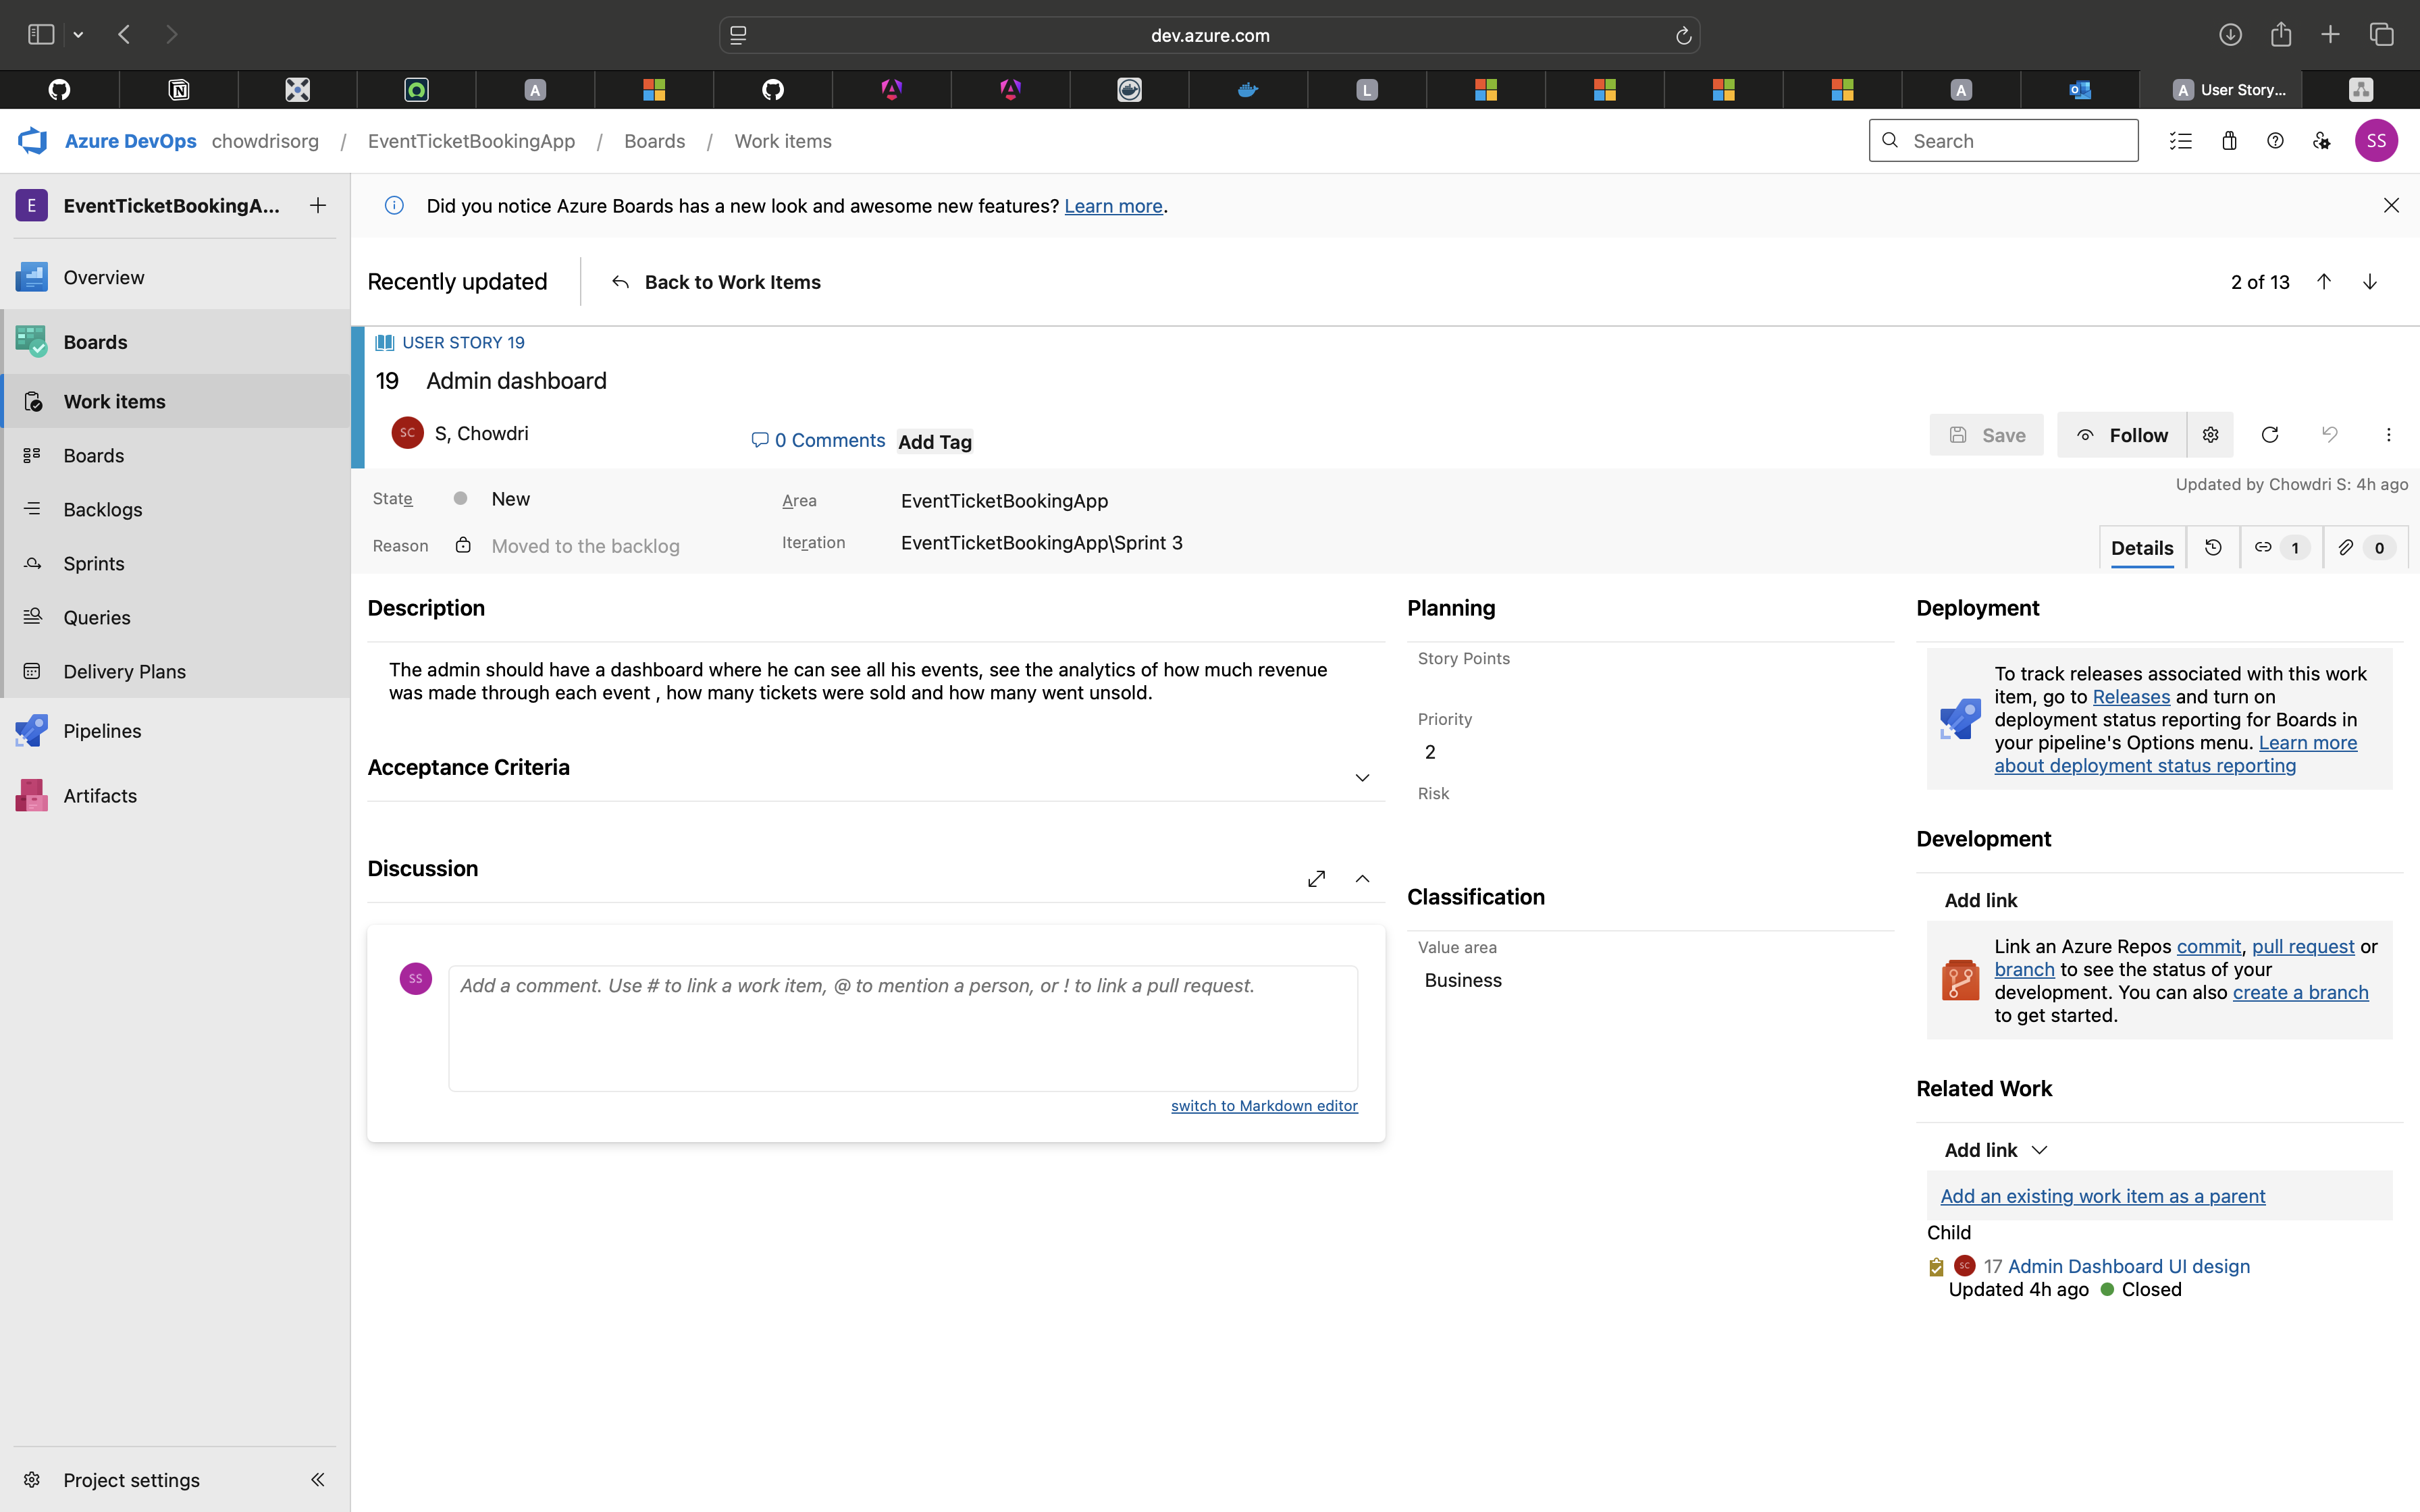 dev.azure.com
A
L
A
A User Story...
Azure DevOps chowdrisorg / EventTicketBookingApp / Boards / Work items
Search
SS
E EventTicketBookingA...
Did you notice Azure Boards has a new look and awesome new features? Learn more.
Overview
Boards
Work items
Boards
Backlogs
Sprints
Queries
Delivery Plans
Pipelines
Artifacts
Project settings
Recently updated
Back to Work Items
2 of 13
USER STORY 19
19 Admin dashboard
SC S, Chowdri
0 Comments
Add Tag
Save
Follow
State New
Area EventTicketBookingApp
Updated by Chowdri S: 4h ago
Reason Moved to the backlog
Iteration EventTicketBookingApp\Sprint 3
Details
1
0
Description
The admin should have a dashboard where he can see all his events, see the analytics of how much revenue
was made through each event , how many tickets were sold and how many went unsold.
Acceptance Criteria
Discussion
SS
Add a comment. Use # to link a work item, @ to mention a person, or ! to link a pull request.
switch to Markdown editor
Planning
Story Points
Priority
2
Risk
Classification
Value area
Business
Deployment
To track releases associated with this work
item, go to Releases and turn on
deployment status reporting for Boards in
your pipeline's Options menu. Learn more
about deployment status reporting
Development
Add link
Link an Azure Repos commit, pull request or
branch to see the status of your
development. You can also create a branch
to get started.
Related Work
Add link
Add an existing work item as a parent
Child
SC 17 Admin Dashboard UI design
Updated 4h ago Closed